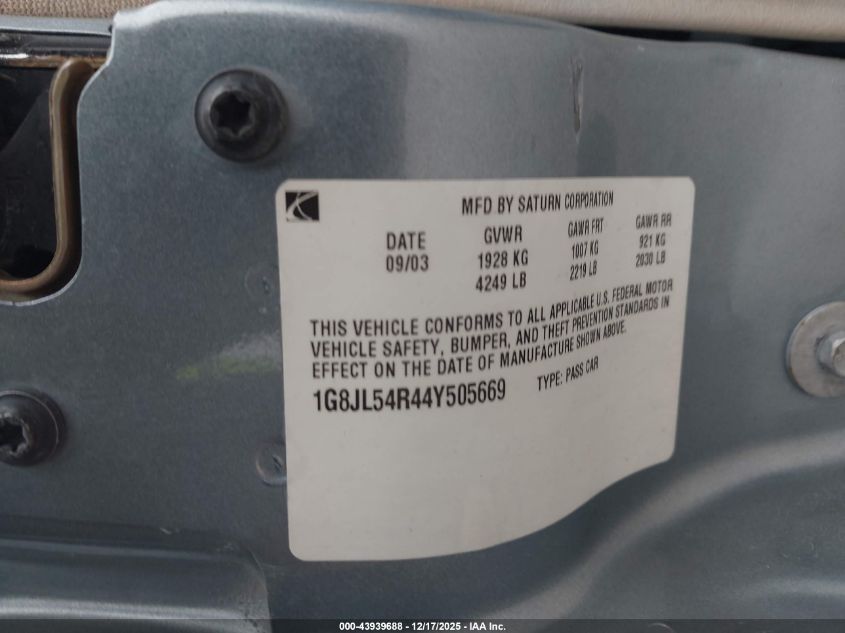 MFD BY SATURN CORPORATION
DATE GVWR GAWR FRT GAWR RR
09/03 1928 KG 1007 KG 921 KG
4249 LB 2219 LB 2030 LB
THIS VEHICLE CONFORMS TO ALL APPLICABLE U.S. FEDERAL MOTOR
VEHICLE SAFETY, BUMPER, AND THEFT PREVENTION STANDARDS IN
EFFECT ON THE DATE OF MANUFACTURE SHOWN ABOVE.
1G8JL54R44Y505669 TYPE: PASS CAR
000-43939688 - 12/17/2025 - IAA Inc.